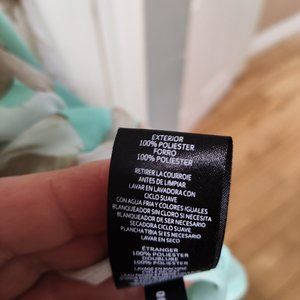 EXTERIOR
100% POLIESTER
FORRO
100% POLIESTER
RETIRAR LA COURROIE
ANTES DE LIMPIAR
LAVAR EN LAVADORA CON
CICLO SUAVE
CON AGUA FRIA Y COLORES IGUALES
BLANQUEADOR SIN CLORO SI NECESITA
BLANQUEADOR DE SER NECESARIO
SECADORA CICLO SUAVE
PLANCHA TIBIA SI ES NECESARIO
LAVAR EN SECO
ÉTRANGER
100% POLYESTER
DOUBLURE
100% POLYESTER